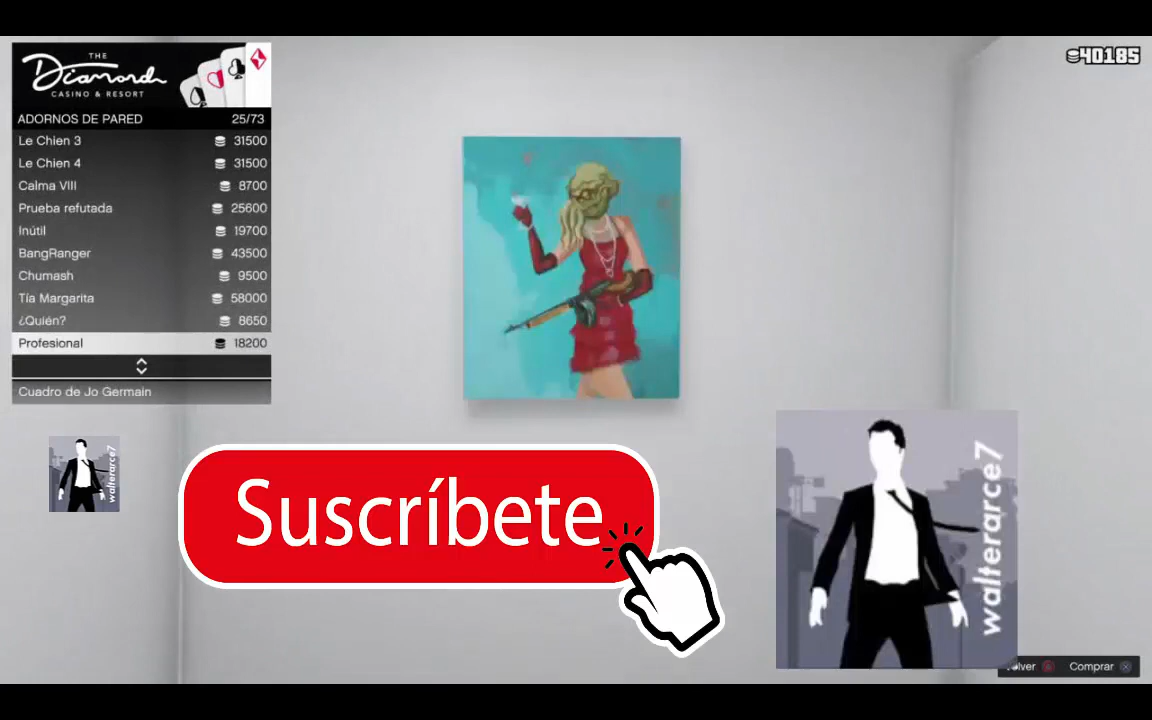 THE
Diamond
CASINO & RESORT
40185
ADORNOS DE PARED 25/73
Le Chien 3 31500
Le Chien 4 31500
Calma VIII 8700
Prueba refutada 25600
Inútil 19700
BangRanger 43500
Chumash 9500
Tía Margarita 58000
¿Quién? 8650
Profesional 18200
Cuadro de Jo Germain
walterarce7
Suscríbete
walterarce7
Volver Comprar